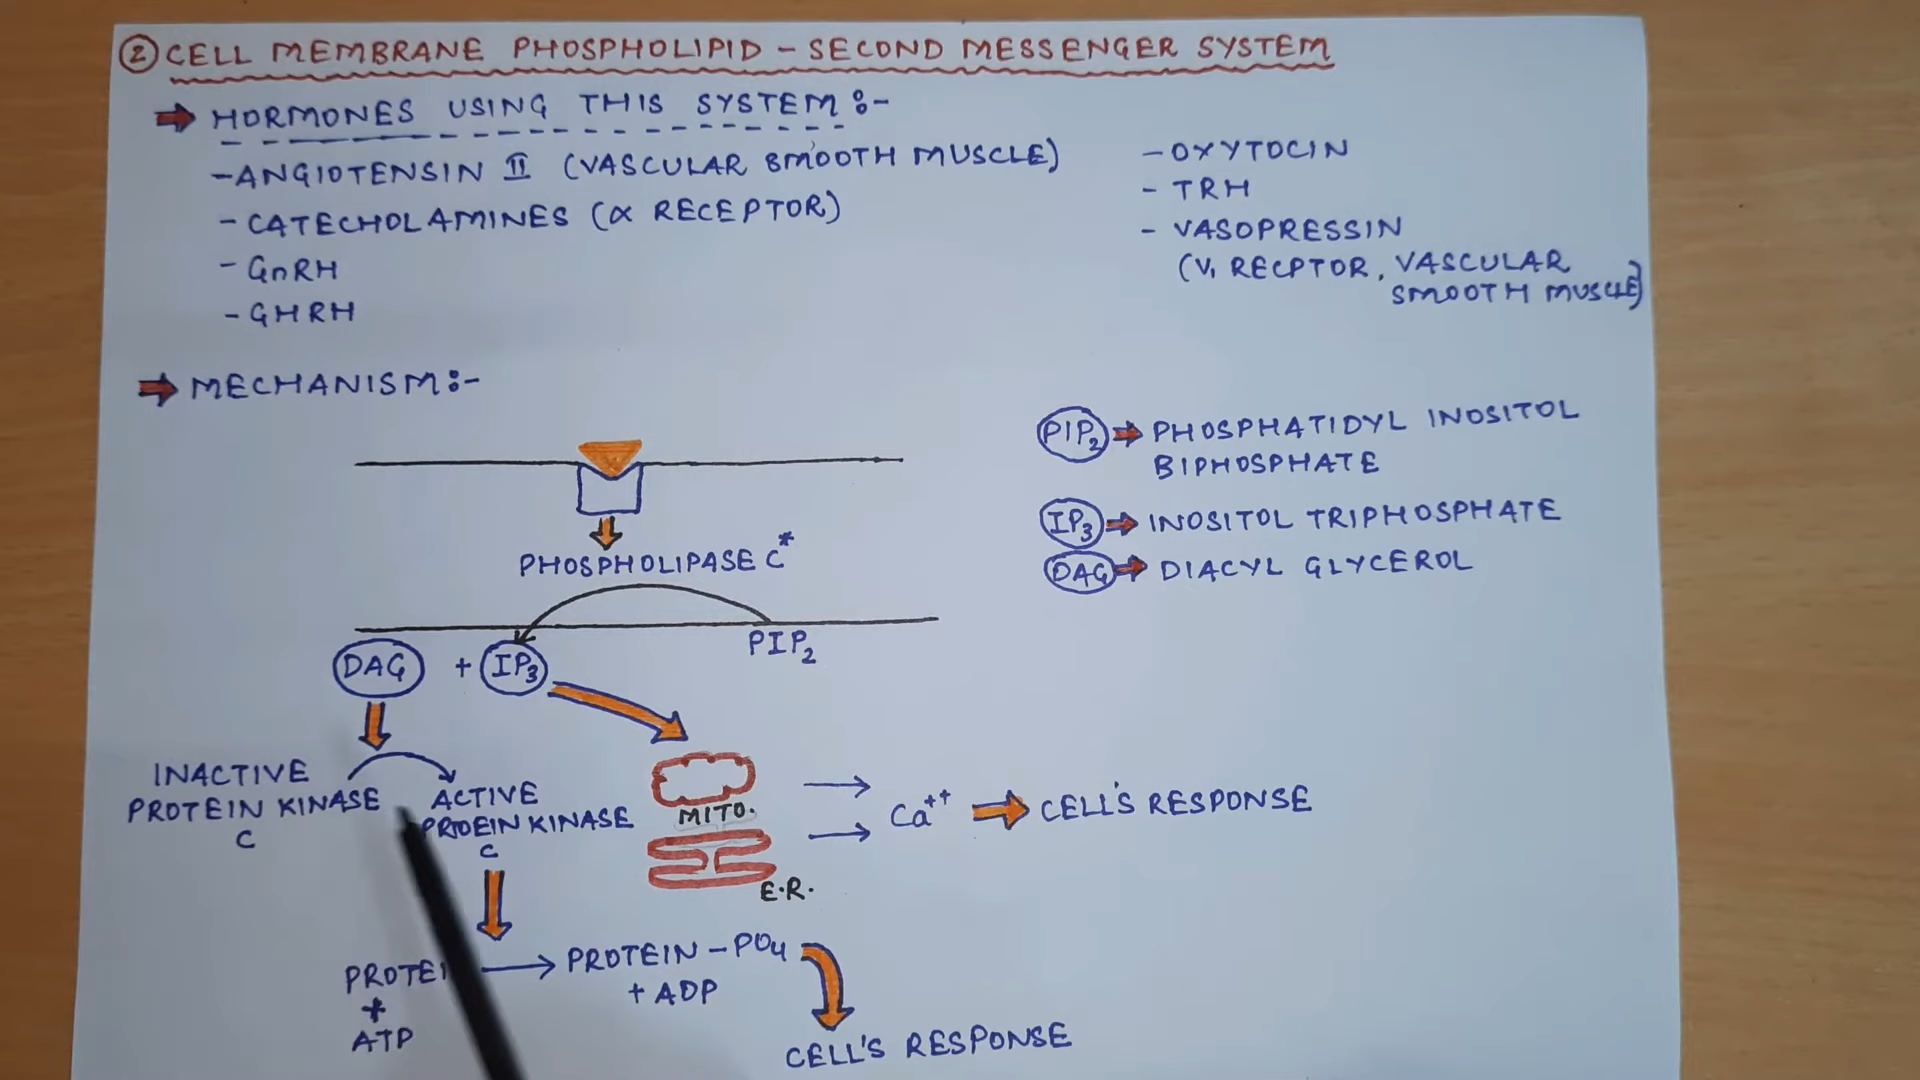 ② CELL MEMBRANE PHOSPHOLIPID - SECOND MESSENGER SYSTEM
HORMONES USING THIS SYSTEM :-
- ANGIOTENSIN II (VASCULAR SMOOTH MUSCLE)
- CATECHOLAMINES (α RECEPTOR)
- GnRH
- GHRH
- OXYTOCIN
- TRH
- VASOPRESSIN
(V₁ RECPTOR, VASCULAR
SMOOTH MUSCLE)
MECHANISM :-
PIP₂ PHOSPHATIDYL INOSITOL
BIPHOSPHATE
IP₃ INOSITOL TRIPHOSPHATE
DAG DIACYL GLYCEROL
PHOSPHOLIPASE C*
PIP₂
DAG + IP₃
INACTIVE
PROTEIN KINASE
C
ACTIVE
PROEIN KINASE
C
MITO.
E.R.
Ca⁺⁺ CELL'S RESPONSE
PROTEI
+
ATP
PROTEIN - PO₄
+ ADP
CELL'S RESPONSE